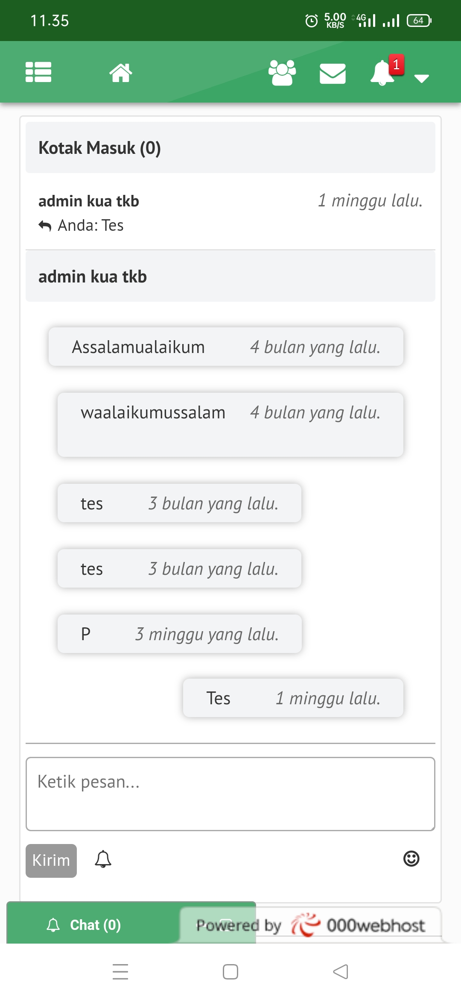 11.35
5.00
KB/S
4G
64
1
Kotak Masuk (0)
admin kua tkb 1 minggu lalu.
Anda: Tes
admin kua tkb
Assalamualaikum 4 bulan yang lalu.
waalaikumussalam 4 bulan yang lalu.
tes 3 bulan yang lalu.
tes 3 bulan yang lalu.
P 3 minggu yang lalu.
Tes 1 minggu lalu.
Ketik pesan...
Kirim
Chat (0)
Powered by 000webhost